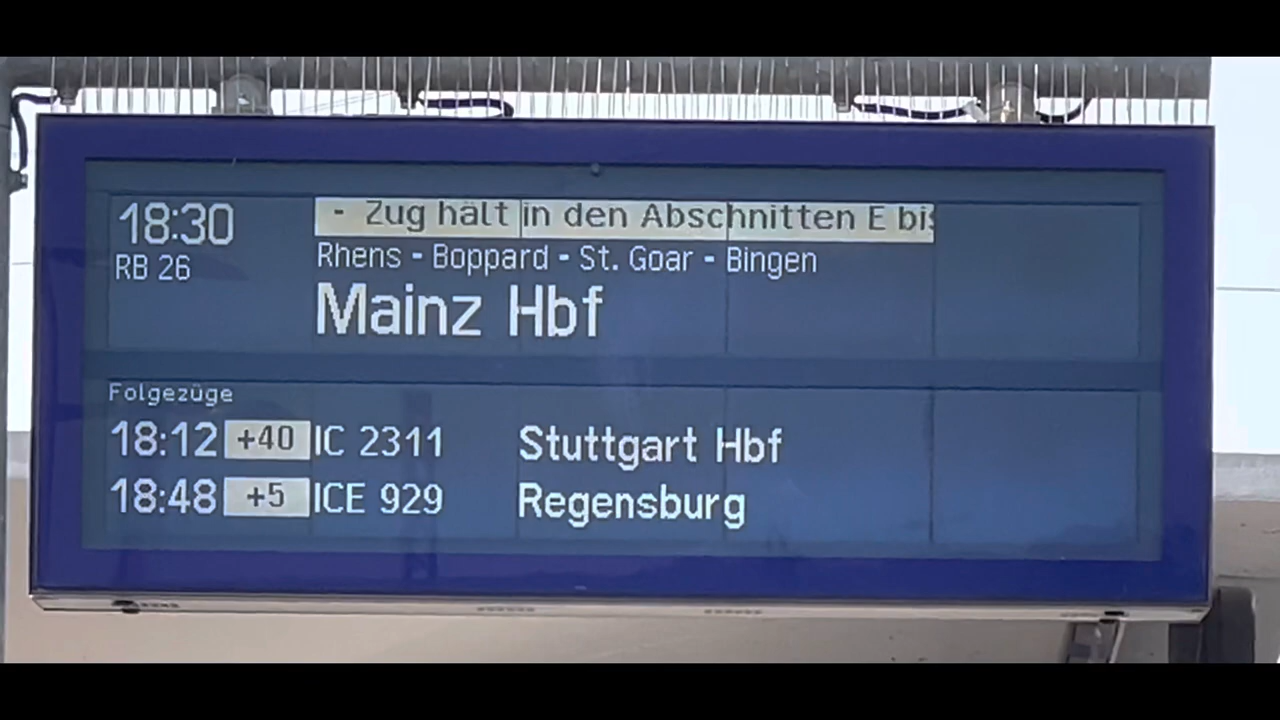 18:30 - Zug hält in den Abschnitten E bis
RB 26 Rhens - Boppard - St. Goar - Bingen
Mainz Hbf
Folgezüge
18:12 +40 IC 2311 Stuttgart Hbf
18:48 +5 ICE 929 Regensburg